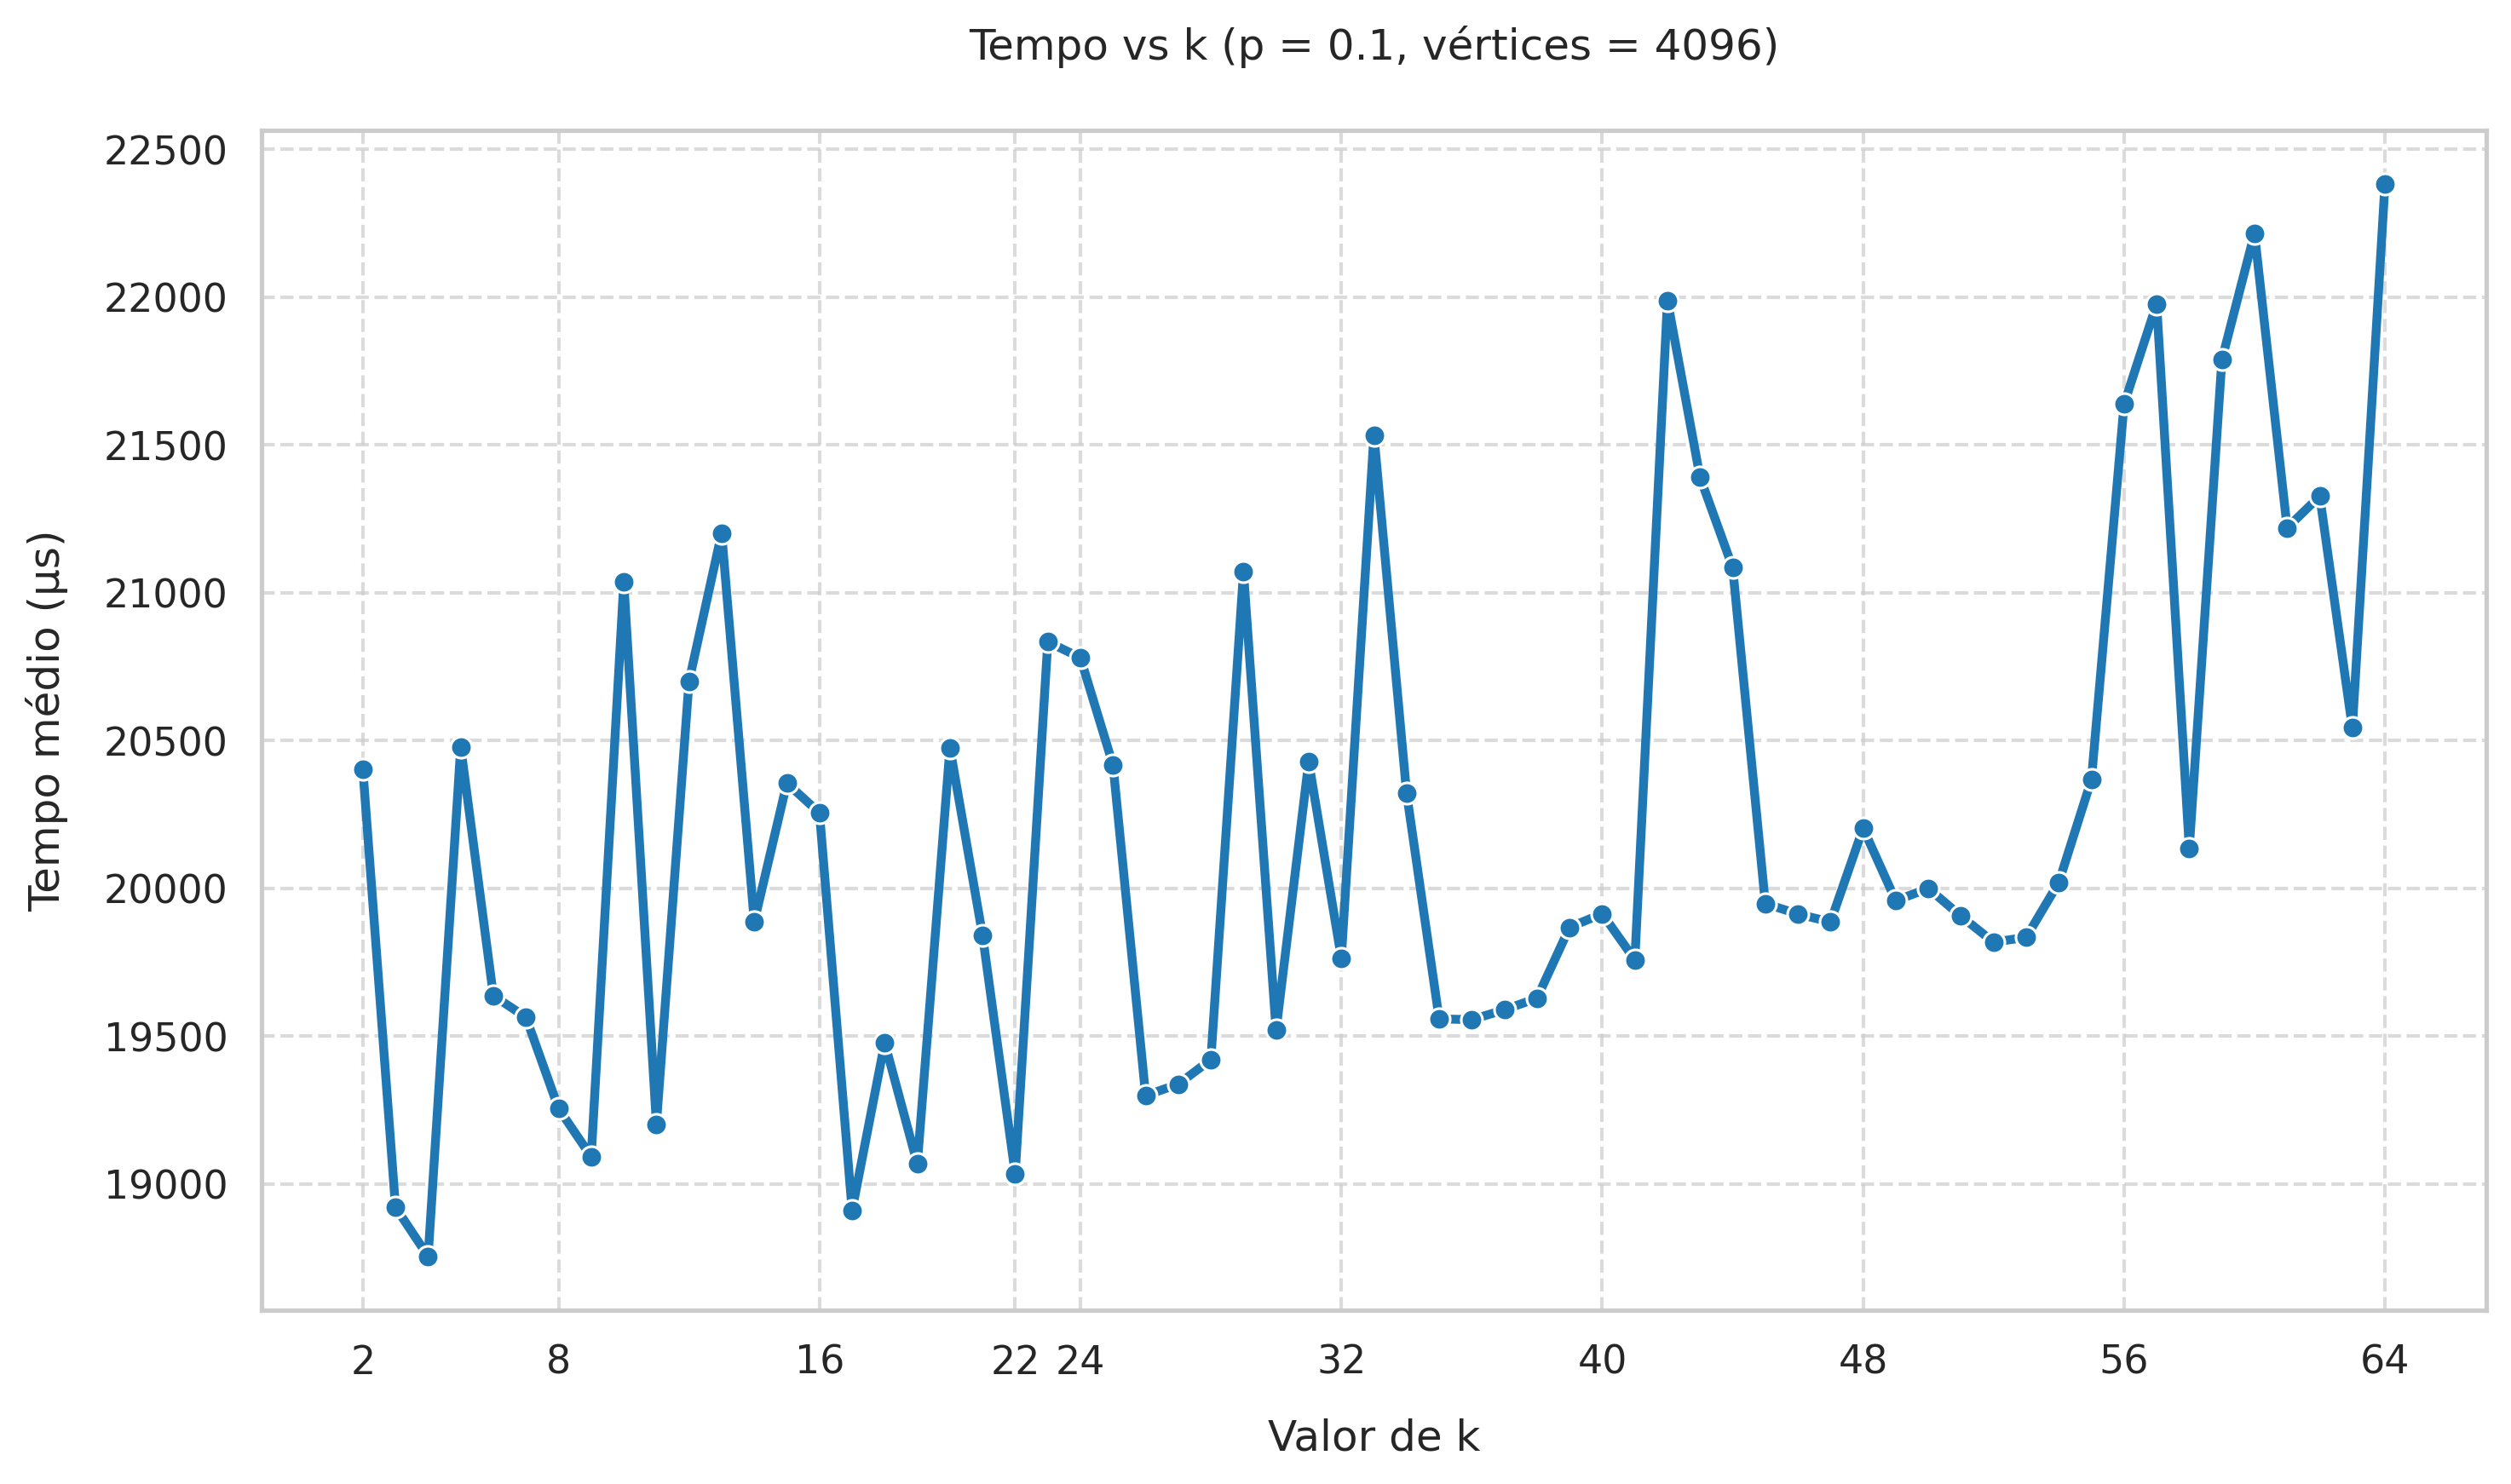 Tempo vs k (p = 0.1, vértices = 4096)
22500
22000
21500
21000
20500
20000
19500
19000
Tempo médio (μs)
2 8 16 22 24 32 40 48 56 64
Valor de k